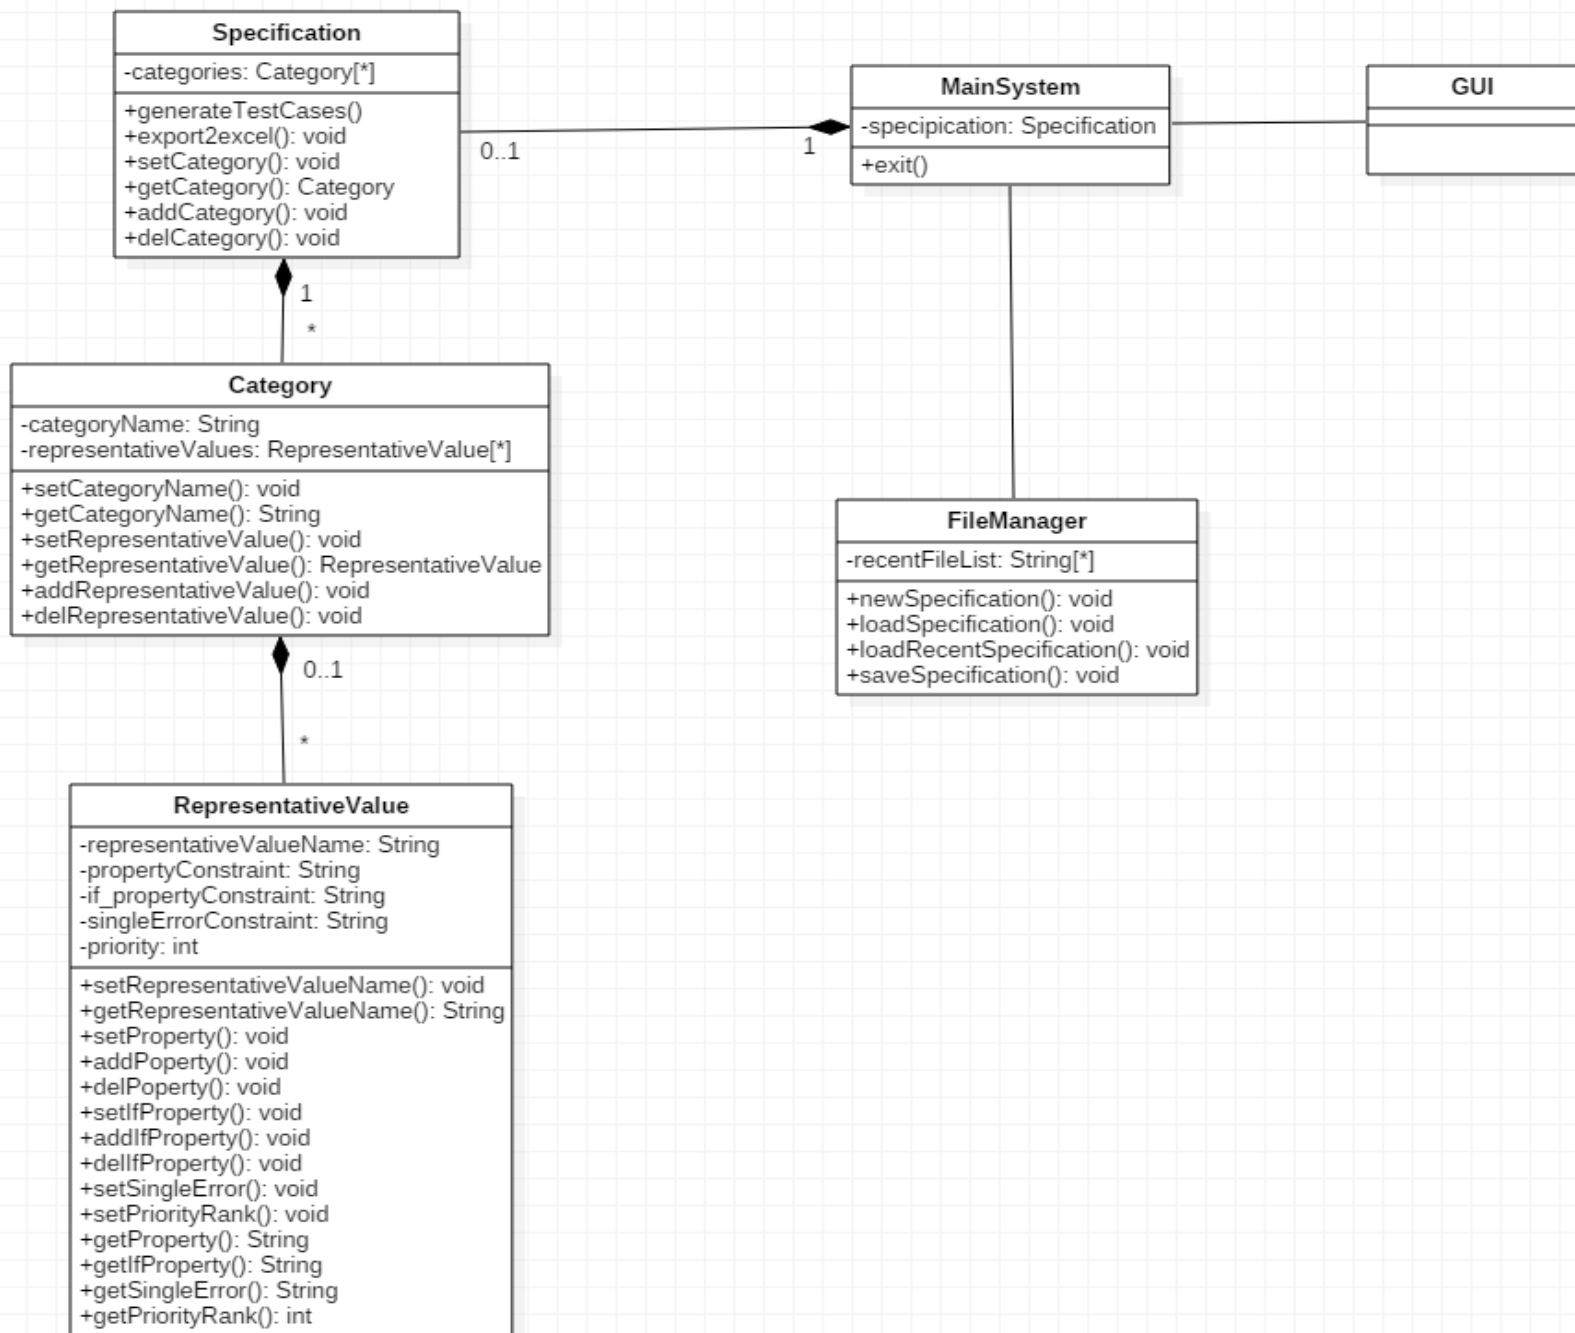 Specification
-categories: Category[*]
+generateTestCases()
+export2excel(): void
+setCategory(): void
+getCategory(): Category
+addCategory(): void
+delCategory(): void
0..1
1
MainSystem
-specipication: Specification
+exit()
GUI
1
*
Category
-categoryName: String
-representativeValues: RepresentativeValue[*]
+setCategoryName(): void
+getCategoryName(): String
+setRepresentativeValue(): void
+getRepresentativeValue(): RepresentativeValue
+addRepresentativeValue(): void
+delRepresentativeValue(): void
FileManager
-recentFileList: String[*]
+newSpecification(): void
+loadSpecification(): void
+loadRecentSpecification(): void
+saveSpecification(): void
0..1
*
RepresentativeValue
-representativeValueName: String
-propertyConstraint: String
-if_propertyConstraint: String
-singleErrorConstraint: String
-priority: int
+setRepresentativeValueName(): void
+getRepresentativeValueName(): String
+setProperty(): void
+addPoperty(): void
+delPoperty(): void
+setIfProperty(): void
+addIfProperty(): void
+delIfProperty(): void
+setSingleError(): void
+setPriorityRank(): void
+getProperty(): String
+getIfProperty(): String
+getSingleError(): String
+getPriorityRank(): int